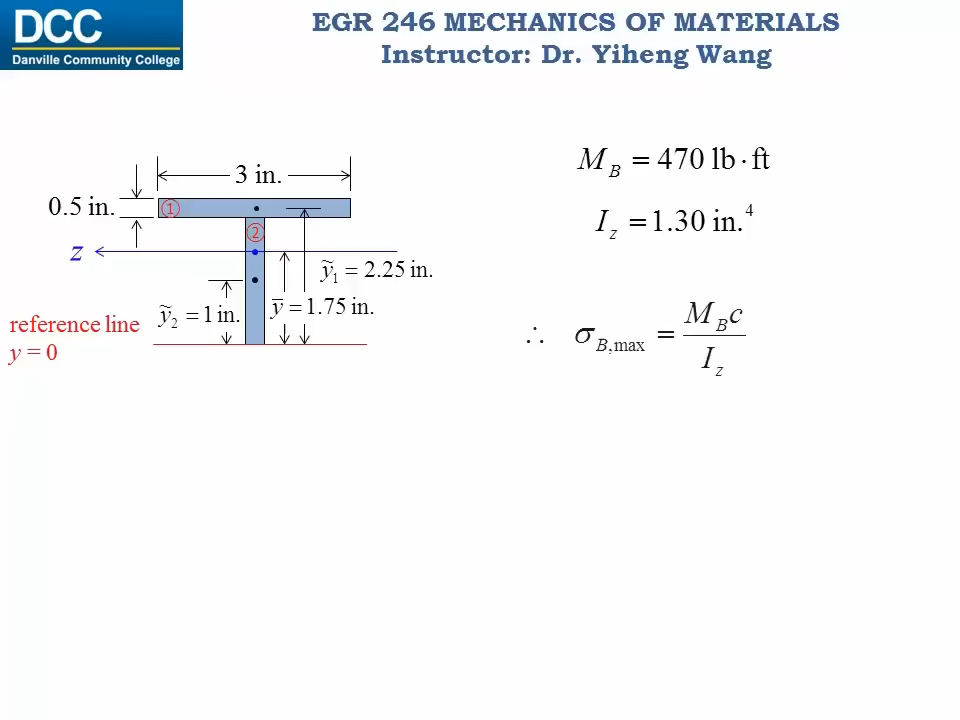 DCC
Danville Community College
EGR 246 MECHANICS OF MATERIALS
Instructor: Dr. Yiheng Wang
3 in.
0.5 in.
①
②
z
ỹ₁ = 2.25 in.
ỹ₂ = 1 in.
y̅ = 1.75 in.
reference line
y = 0
M_B = 470 lb·ft
I_z = 1.30 in.⁴
∴ σ_B,max = M_B c / I_z